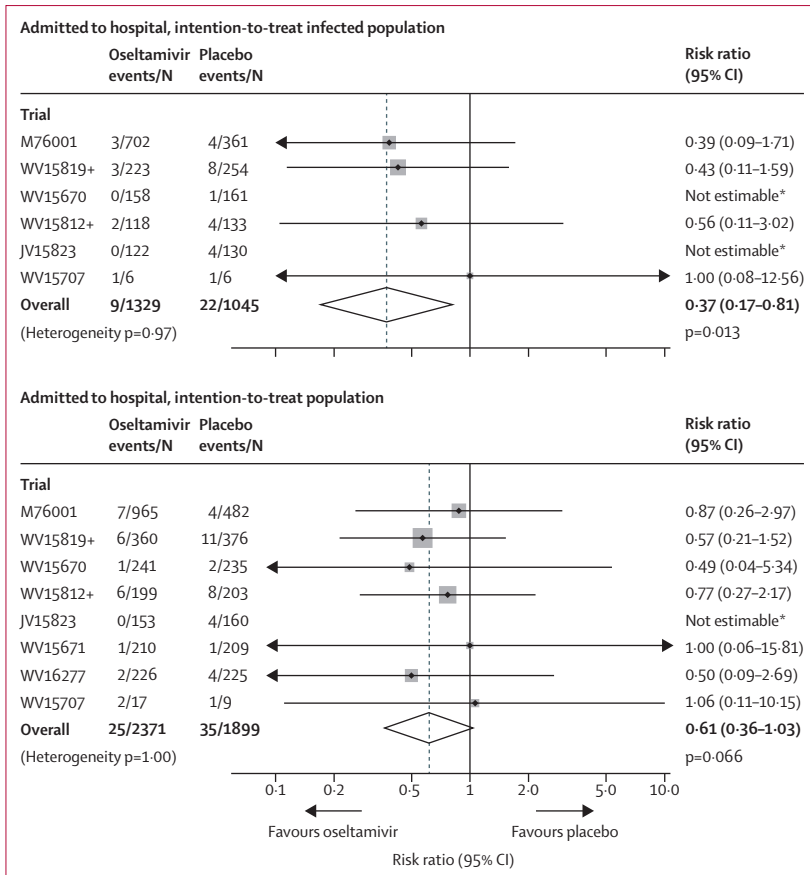 Admitted to hospital, intention-to-treat infected population
Oseltamivir Placebo Risk ratio
events/N events/N (95% CI)
Trial
M76001 3/702 4/361 0·39 (0·09–1·71)
WV15819+ 3/223 8/254 0·43 (0·11–1·59)
WV15670 0/158 1/161 Not estimable*
WV15812+ 2/118 4/133 0·56 (0·11–3·02)
JV15823 0/122 4/130 Not estimable*
WV15707 1/6 1/6 1·00 (0·08–12·56)
Overall 9/1329 22/1045 0·37 (0·17–0·81)
(Heterogeneity p=0·97) p=0·013
Admitted to hospital, intention-to-treat population
Oseltamivir Placebo Risk ratio
events/N events/N (95% CI)
Trial
M76001 7/965 4/482 0·87 (0·26–2·97)
WV15819+ 6/360 11/376 0·57 (0·21–1·52)
WV15670 1/241 2/235 0·49 (0·04–5·34)
WV15812+ 6/199 8/203 0·77 (0·27–2·17)
JV15823 0/153 4/160 Not estimable*
WV15671 1/210 1/209 1·00 (0·06–15·81)
WV16277 2/226 4/225 0·50 (0·09–2·69)
WV15707 2/17 1/9 1·06 (0·11–10·15)
Overall 25/2371 35/1899 0·61 (0·36–1·03)
(Heterogeneity p=1·00) p=0·066
0·1 0·2 0·5 1 2·0 5·0 10·0
Favours oseltamivir Favours placebo
Risk ratio (95% CI)